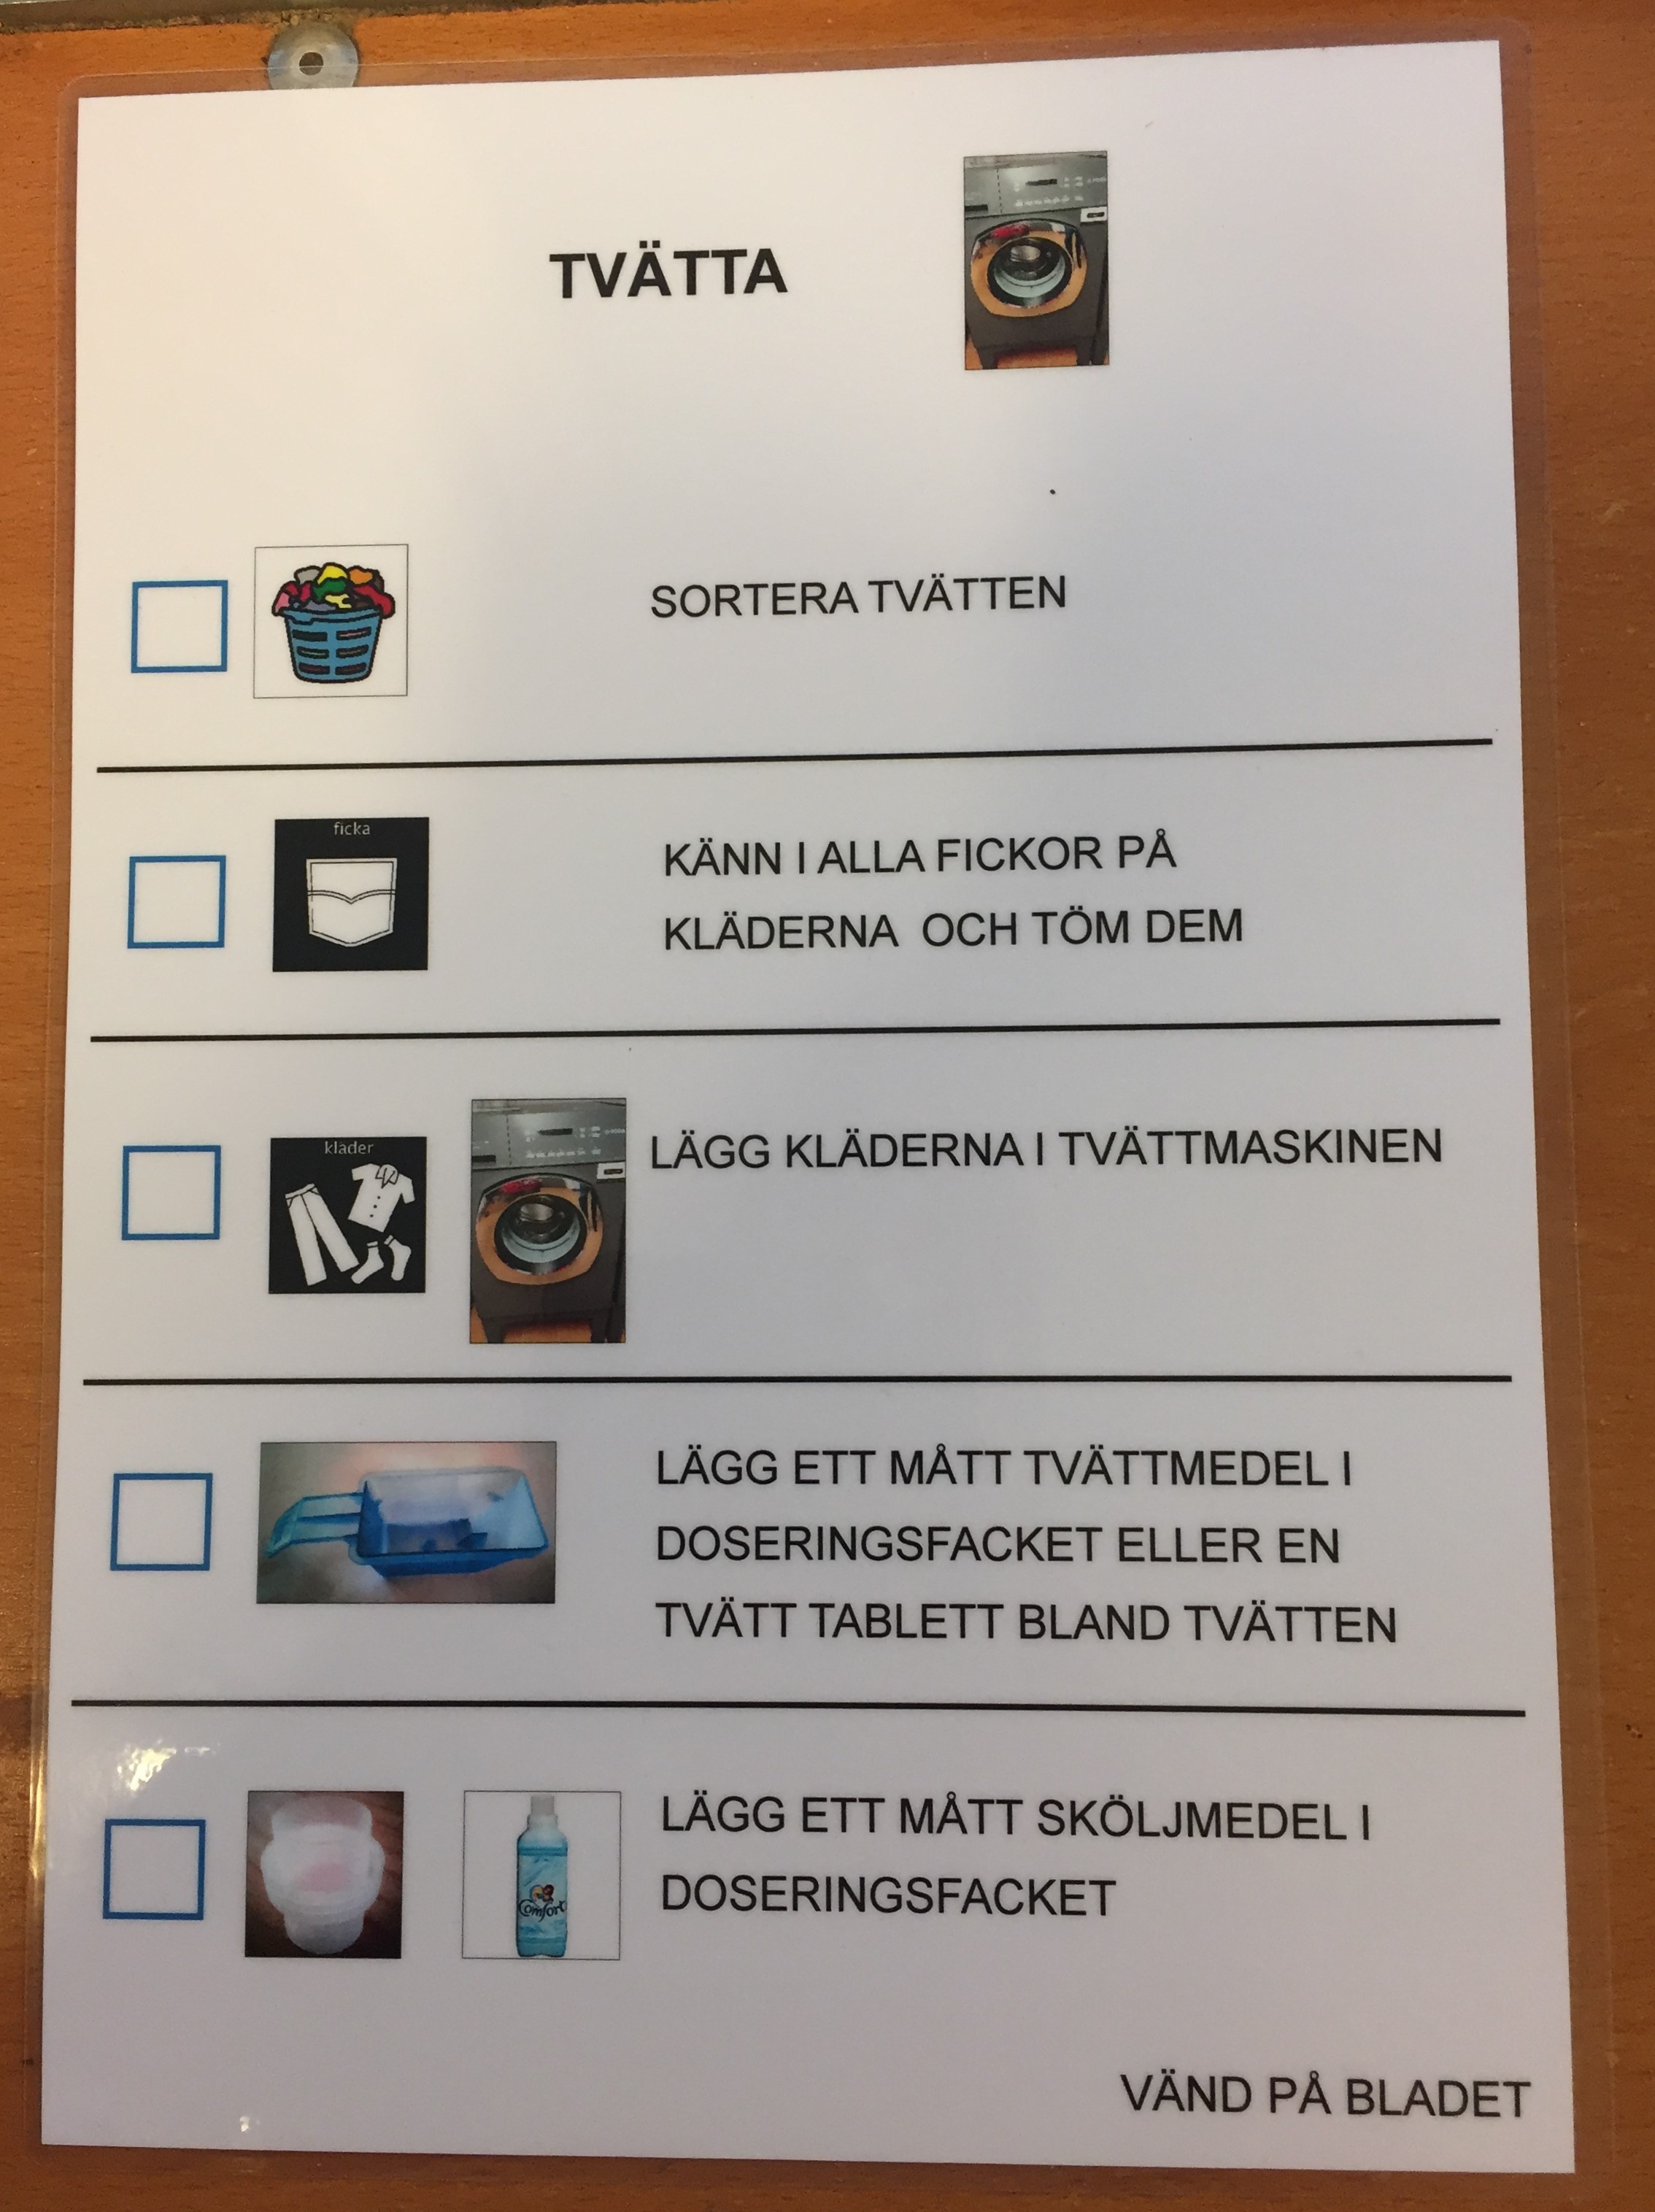 TVÄTTA
SORTERA TVÄTTEN
ficka
KÄNN I ALLA FICKOR PÅ
KLÄDERNA OCH TÖM DEM
kläder
LÄGG KLÄDERNA I TVÄTTMASKINEN
LÄGG ETT MÅTT TVÄTTMEDEL I
DOSERINGSFACKET ELLER EN
TVÄTT TABLETT BLAND TVÄTTEN
Comfort
LÄGG ETT MÅTT SKÖLJMEDEL I
DOSERINGSFACKET
VÄND PÅ BLADET